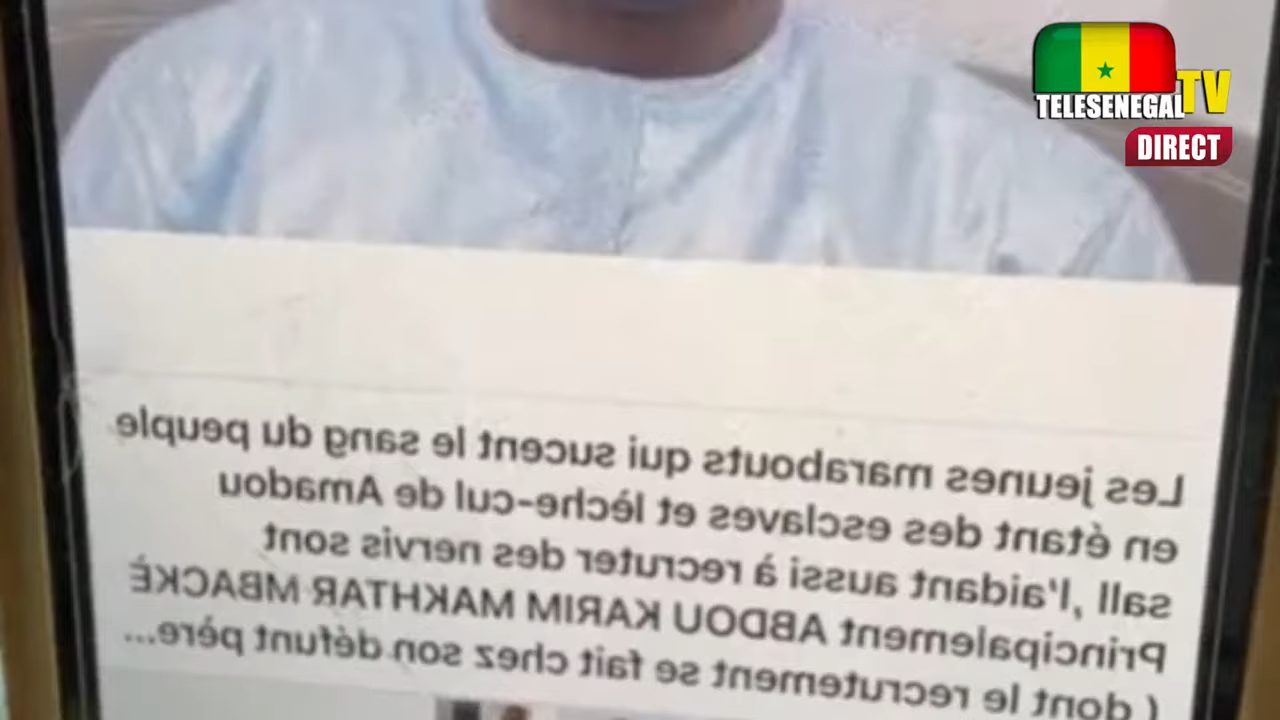 TELESENEGAL TV
DIRECT
Les jeunes marabouts qui sucent le sang du peuple
en étant des esclaves et lèche-cul de Amadou
sall ,l'aidant aussi à recruter des nervis sont
Principalement ABDOU KARIM MAKHTAR MBACKÈ
( dont le recrutement se fait chez son défunt père...